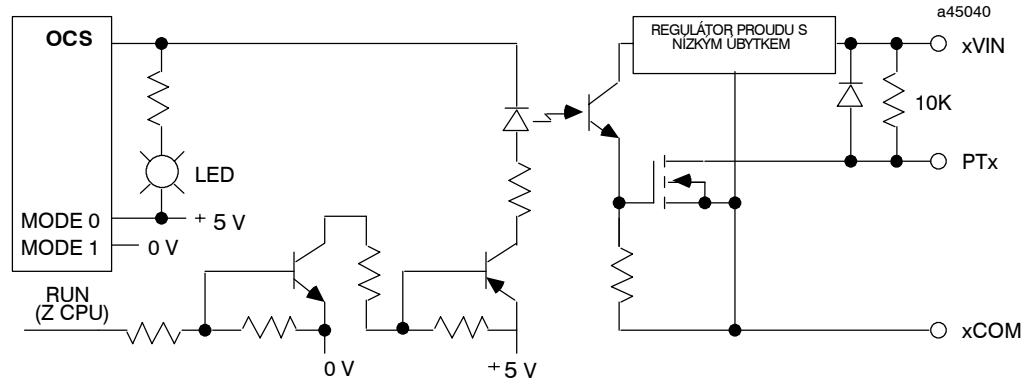 a45040
OCS
REGULÁTOR PROUDU S
NÍZKÝM ÚBYTKEM
xVIN
10K
LED
PTx
MODE 0
+ 5 V
MODE 1
0 V
RUN
(Z CPU)
xCOM
0 V
+ 5 V